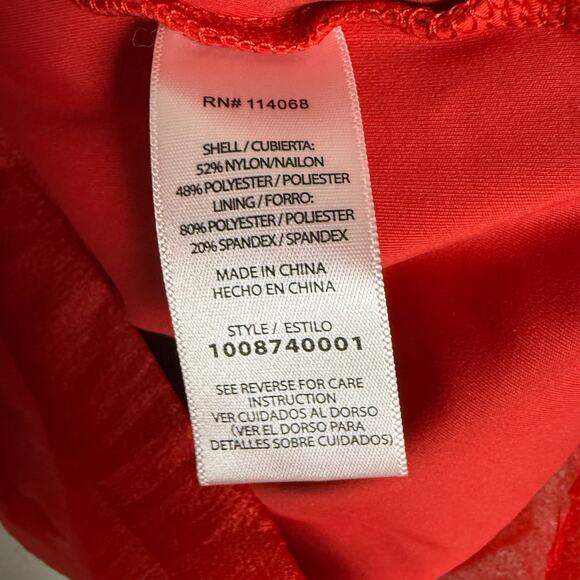 RN# 114068
SHELL / CUBIERTA:
52% NYLON/NAILON
48% POLYESTER / POLIESTER
LINING / FORRO:
80% POLYESTER / POLIESTER
20% SPANDEX / SPANDEX
MADE IN CHINA
HECHO EN CHINA
STYLE / ESTILO
1008740001
SEE REVERSE FOR CARE
INSTRUCTION
VER CUIDADOS AL DORSO
(VER EL DORSO PARA
DETALLES SOBRE CUIDADOS)